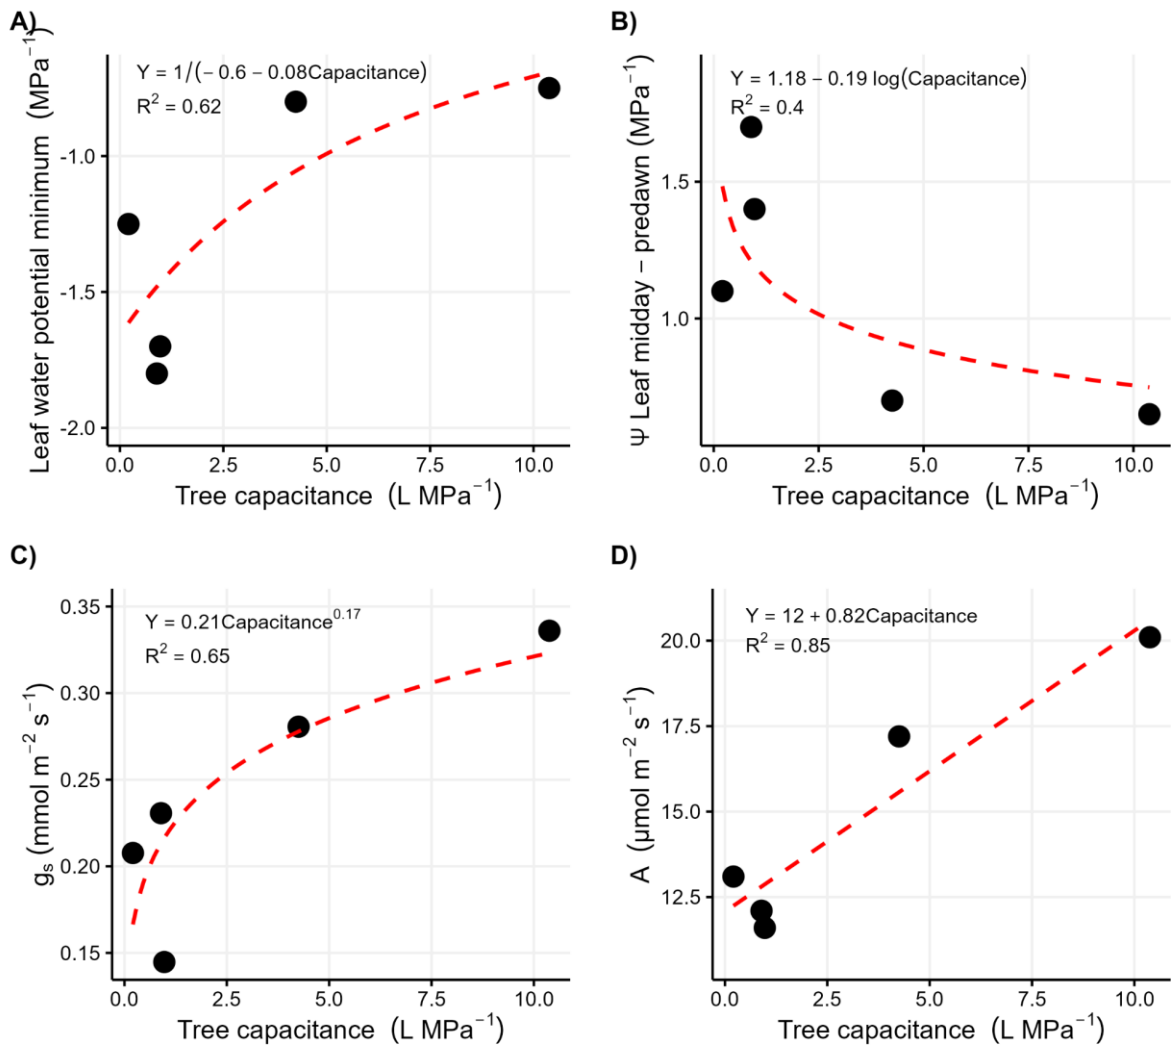 A)
Y = 1/(− 0.6 − 0.08Capacitance)
R² = 0.62
Leaf water potential minimum (MPa⁻¹)
-1.0
-1.5
-2.0
0.0 2.5 5.0 7.5 10.0
Tree capacitance (L MPa⁻¹)
B)
Y = 1.18 − 0.19 log(Capacitance)
R² = 0.4
Ψ Leaf midday − predawn (MPa⁻¹)
1.5
1.0
0.0 2.5 5.0 7.5 10.0
Tree capacitance (L MPa⁻¹)
C)
Y = 0.21Capacitance⁰·¹⁷
R² = 0.65
gₛ (mmol m⁻² s⁻¹)
0.35
0.30
0.25
0.20
0.15
0.0 2.5 5.0 7.5 10.0
Tree capacitance (L MPa⁻¹)
D)
Y = 12 + 0.82Capacitance
R² = 0.85
A (μmol m⁻² s⁻¹)
20.0
17.5
15.0
12.5
0.0 2.5 5.0 7.5 10.0
Tree capacitance (L MPa⁻¹)